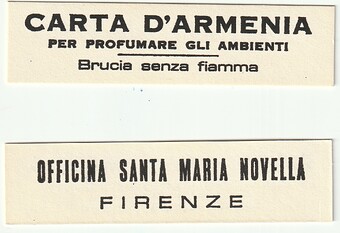 CARTA D'ARMENIA
PER PROFUMARE GLI AMBIENTI
Brucia senza fiamma
OFFICINA SANTA MARIA NOVELLA
FIRENZE